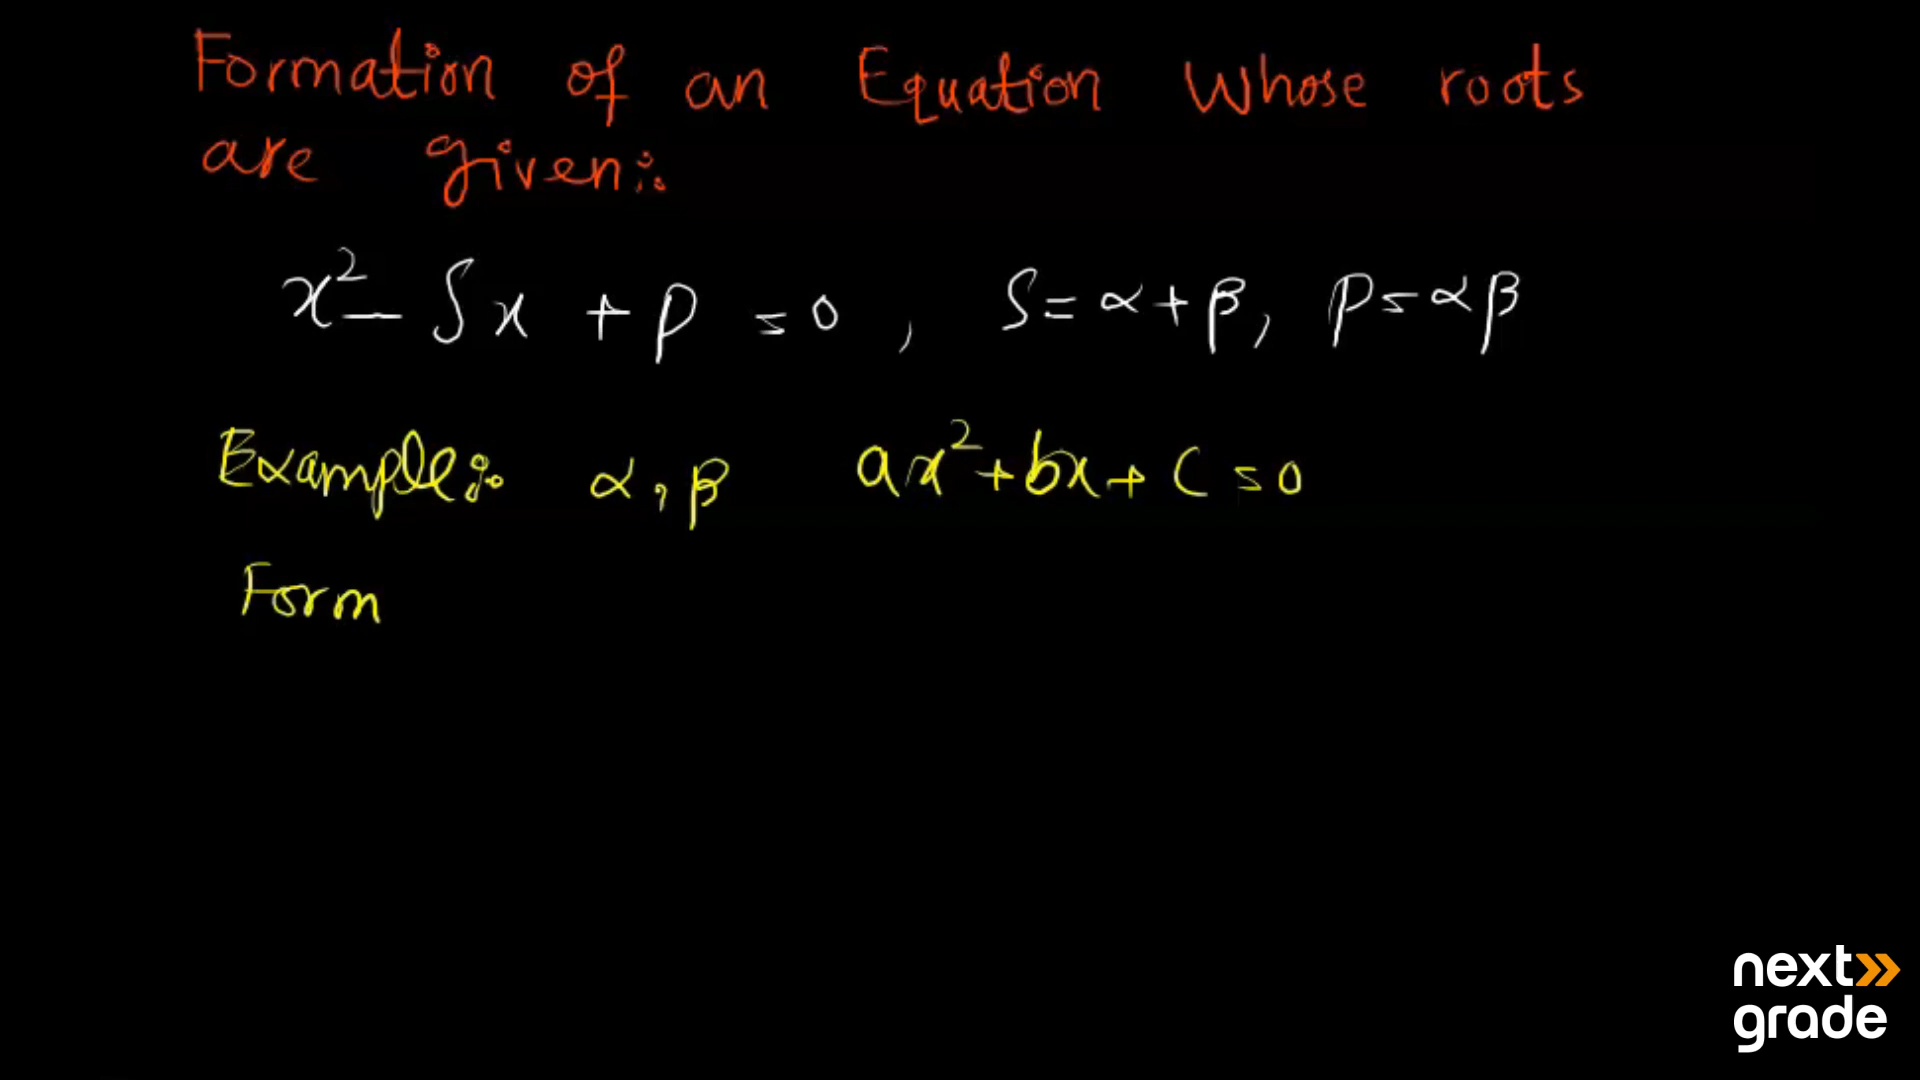 Formation of an Equation Whose roots
are given:
x² - Sx + P = 0 , S = α + β, P = αβ
Example: α, β ax² + bx + c = 0
Form
next
grade